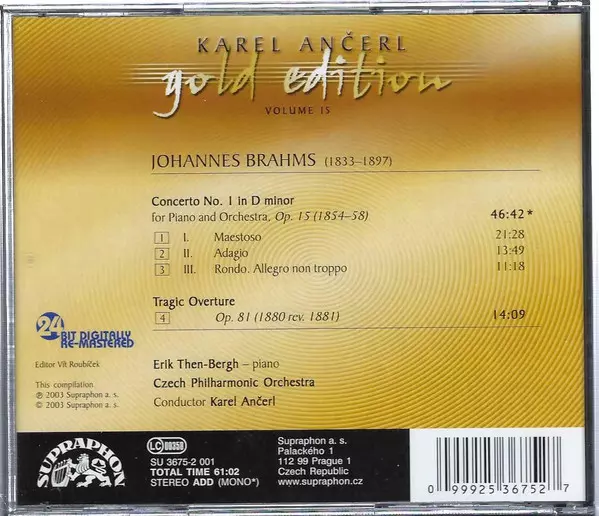 KAREL ANČERL
gold edition
VOLUME 15
JOHANNES BRAHMS (1833–1897)
Concerto No. 1 in D minor
for Piano and Orchestra, Op. 15 (1854–58) 46:42*
1 I. Maestoso 21:28
2 II. Adagio 13:49
3 III. Rondo. Allegro non troppo 11:18
Tragic Overture
4 Op. 81 (1880 rev. 1881) 14:09
24
BIT DIGITALLY
RE-MASTERED
Editor Vít Roubíček
This compilation
℗ 2003 Supraphon a. s.
© 2003 Supraphon a. s.
Erik Then-Bergh – piano
Czech Philharmonic Orchestra
Conductor Karel Ančerl
SUPRAPHON
LC 00358
SU 3675-2 001
TOTAL TIME 61:02
STEREO ADD (MONO*)
Supraphon a. s.
Palackého 1
112 99 Prague 1
Czech Republic
www.supraphon.cz
0 99925 36752 7